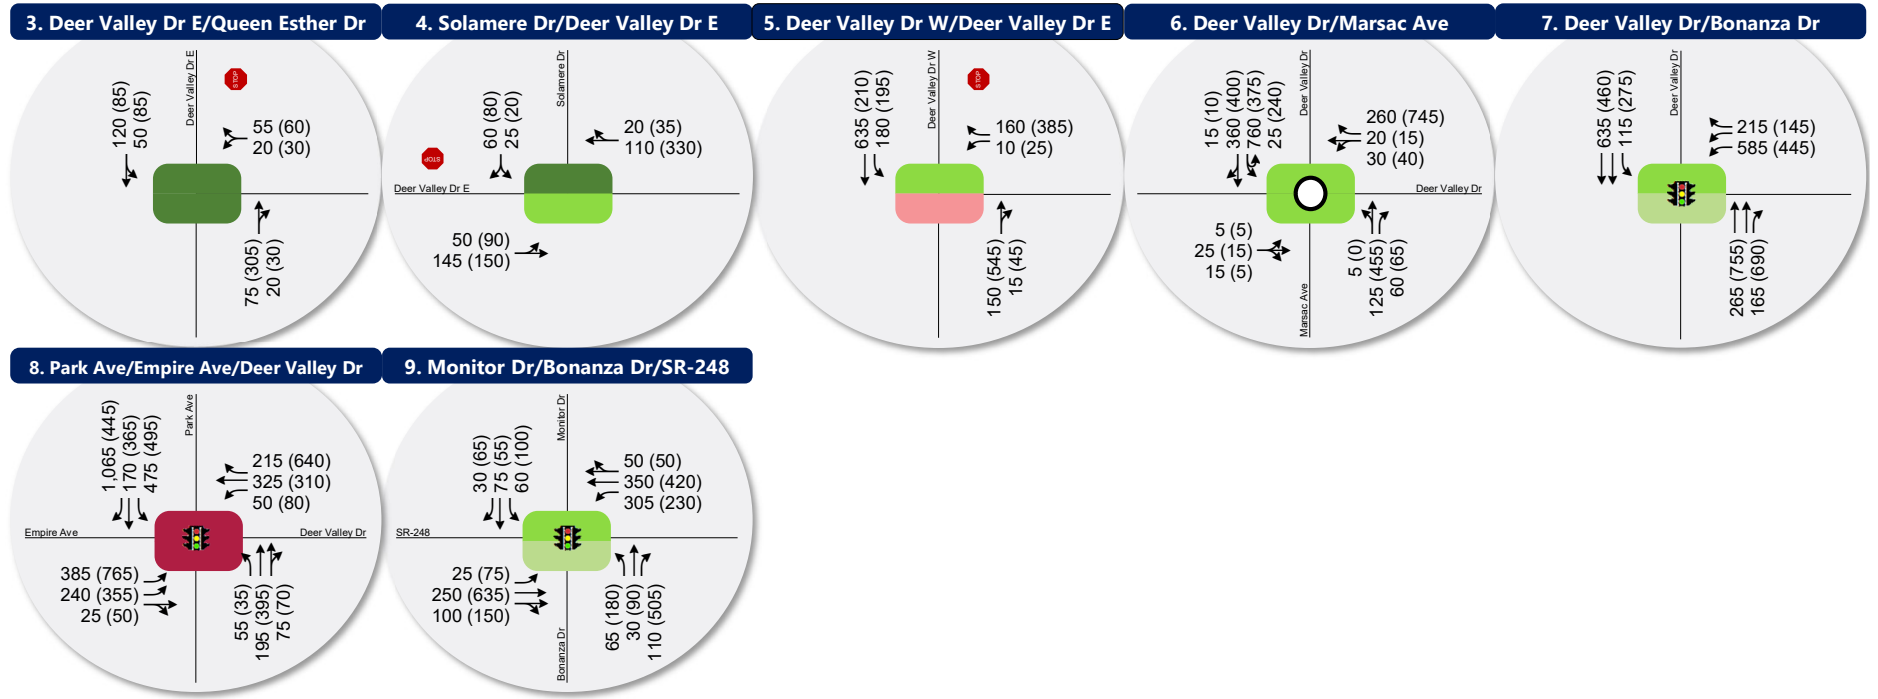 3. Deer Valley Dr E/Queen Esther Dr
120 (85)
50 (85)
Deer Valley Dr E
STOP
55 (60)
20 (30)
75 (305)
20 (30)
4. Solamere Dr/Deer Valley Dr E
STOP
60 (80)
25 (20)
Solamere Dr
20 (35)
110 (330)
Deer Valley Dr E
50 (90)
145 (150)
5. Deer Valley Dr W/Deer Valley Dr E
635 (210)
180 (195)
Deer Valley Dr W
STOP
160 (385)
10 (25)
150 (545)
15 (45)
6. Deer Valley Dr/Marsac Ave
15 (10)
360 (400)
760 (375)
25 (240)
Deer Valley Dr
260 (745)
20 (15)
30 (40)
Deer Valley Dr
5 (5)
25 (15)
15 (5)
Marsac Ave
5 (0)
125 (455)
60 (65)
7. Deer Valley Dr/Bonanza Dr
635 (460)
115 (275)
Deer Valley Dr
215 (145)
585 (445)
265 (755)
165 (690)
8. Park Ave/Empire Ave/Deer Valley Dr
1,065 (445)
170 (365)
475 (495)
Park Ave
215 (640)
325 (310)
50 (80)
Empire Ave
Deer Valley Dr
385 (765)
240 (355)
25 (50)
55 (35)
195 (395)
75 (70)
9. Monitor Dr/Bonanza Dr/SR-248
30 (65)
75 (55)
60 (100)
Monitor Dr
50 (50)
350 (420)
305 (230)
SR-248
25 (75)
250 (635)
100 (150)
Bonanza Dr
65 (180)
30 (90)
110 (505)